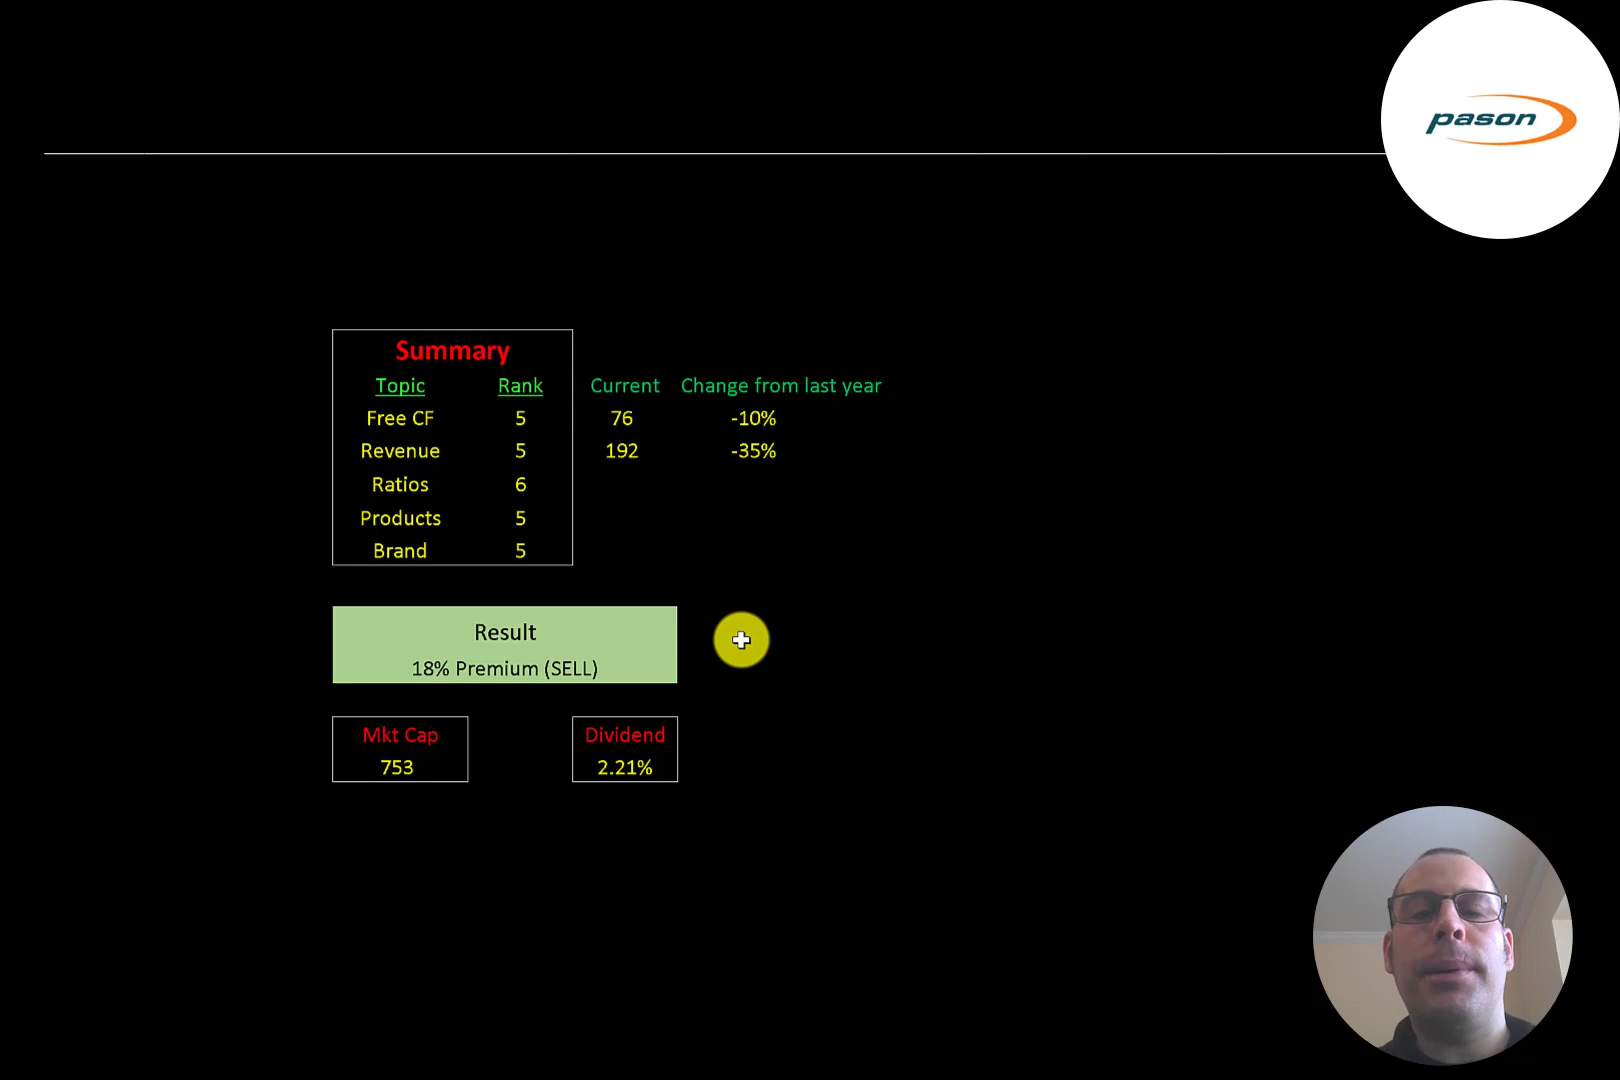 pason
Summary
Topic Rank Current Change from last year
Free CF 5 76 -10%
Revenue 5 192 -35%
Ratios 6
Products 5
Brand 5
Result
18% Premium (SELL)
Mkt Cap Dividend
753 2.21%